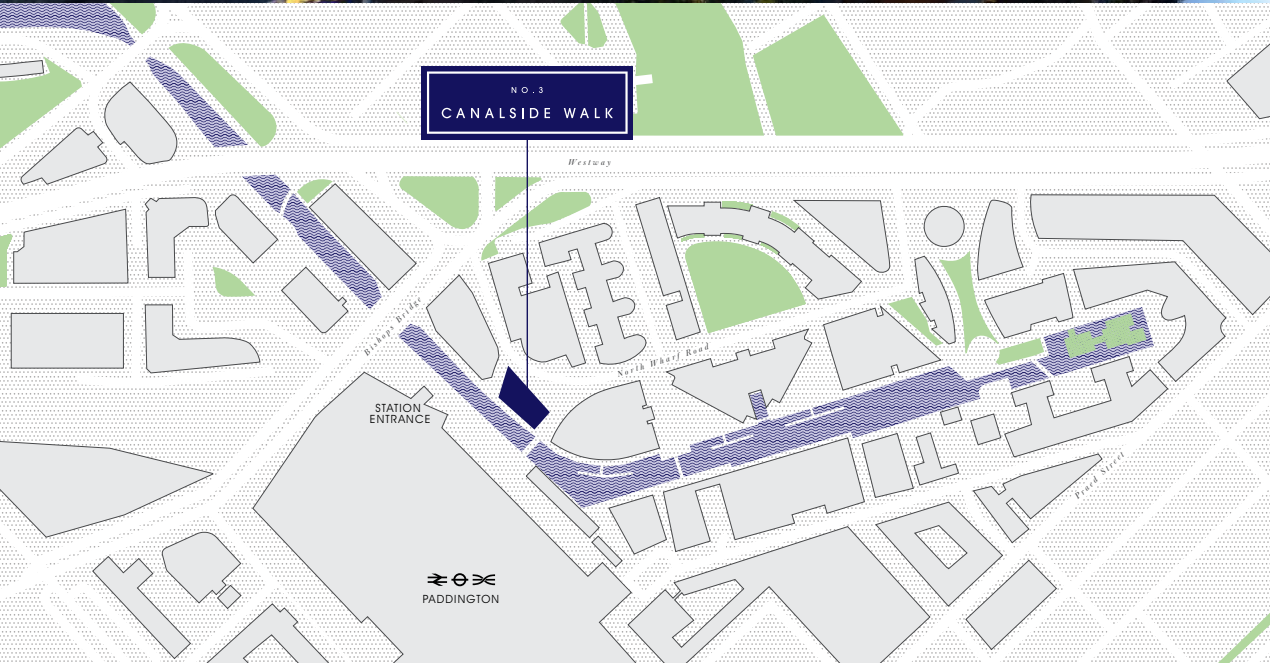 NO.3
CANALSIDE WALK
Westway
Bishops Bridge
North Wharf Road
STATION
ENTRANCE
Praed Street
PADDINGTON